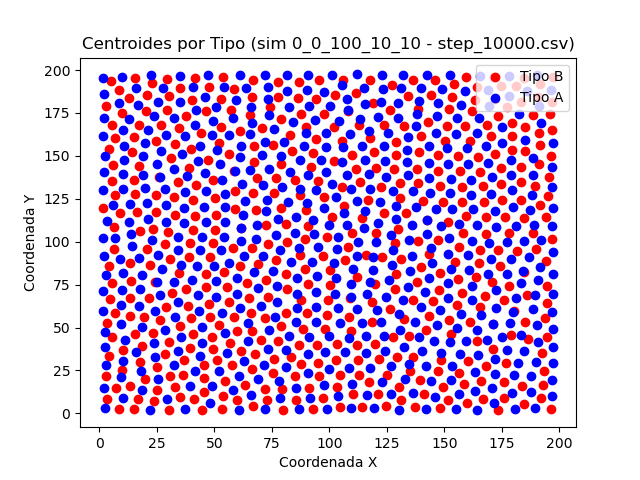 Centroides por Tipo (sim 0_0_100_10_10 - step_10000.csv)
Tipo B
Tipo A
Coordenada Y
200
175
150
125
100
75
50
25
0
0 25 50 75 100 125 150 175 200
Coordenada X